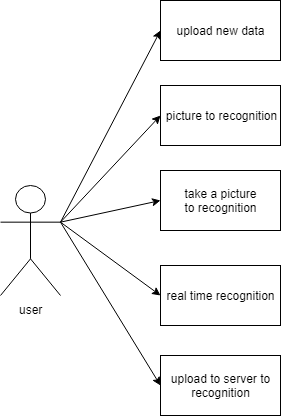 upload new data
picture to recognition
take a picture
to recognition
real time recognition
user
upload to server to
recognition